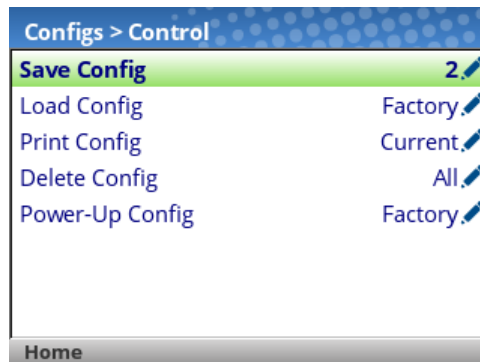 Configs > Control
Save Config 2
Load Config Factory
Print Config Current
Delete Config All
Power-Up Config Factory
Home